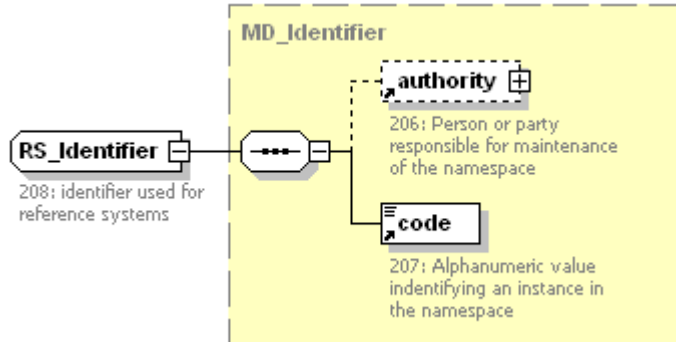 MD_Identifier
authority
206: Person or party
responsible for maintenance
of the namespace
RS_Identifier
208: identifier used for
reference systems
code
207: Alphanumeric value
indentifying an instance in
the namespace